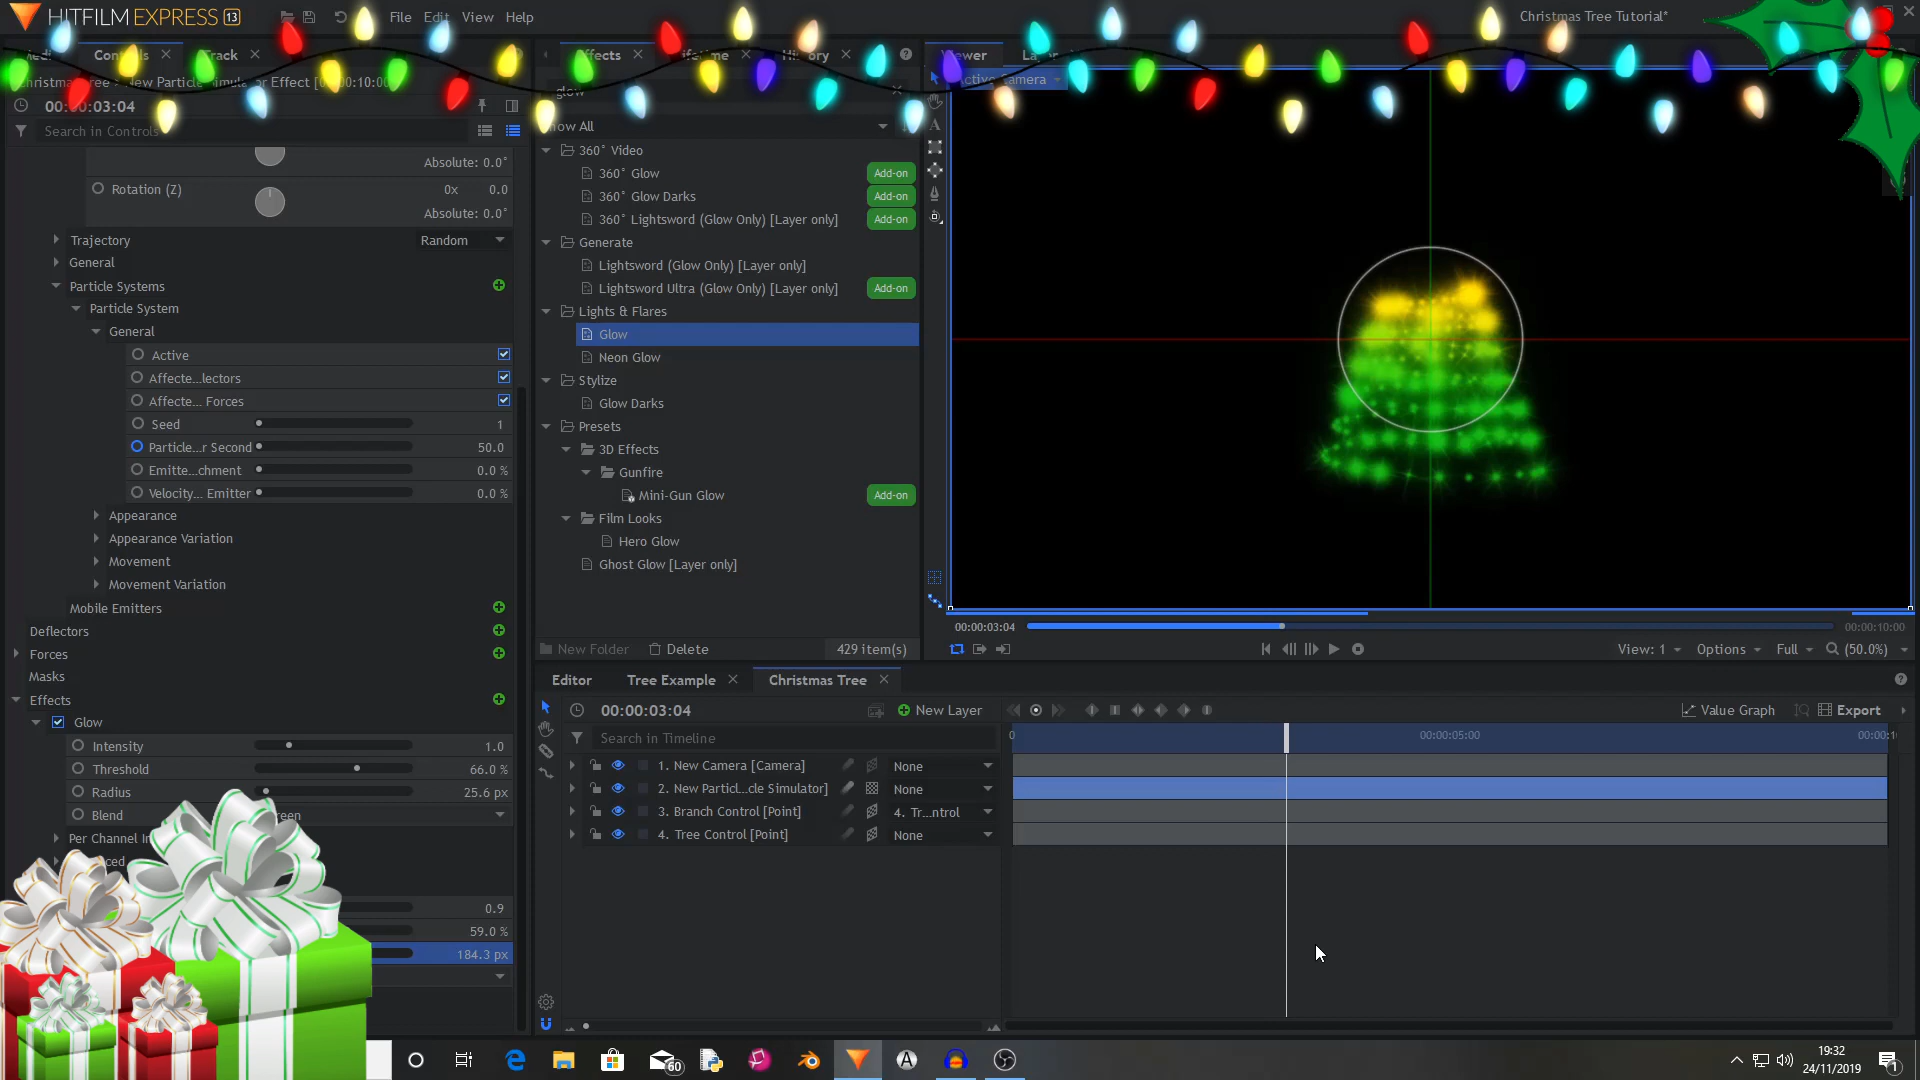 HITFILM EXPRESS 13
File Edit View Help
Christmas Tree Tutorial*
Track
Viewer
00:00:03:04
Search in Controls
Absolute: 0.0°
Rotation (Z) 0x 0.0
Absolute: 0.0°
Trajectory Random
General
Particle Systems
Particle System
General
Active
Affecte...lectors
Affecte... Forces
Seed 1
Particle...r Second 50.0
Emitte...chment 0.0 %
Velocity... Emitter 0.0 %
Appearance
Appearance Variation
Movement
Movement Variation
Mobile Emitters
Deflectors
Forces
Masks
Effects
Glow
Intensity 1.0
Threshold 66.0 %
Radius 25.6 px
Blend
Per Channel In
0.9
59.0 %
184.3 px
glow
360° Video
360° Glow Add-on
360° Glow Darks Add-on
360° Lightsword (Glow Only) [Layer only] Add-on
Generate
Lightsword (Glow Only) [Layer only]
Lightsword Ultra (Glow Only) [Layer only] Add-on
Lights & Flares
Glow
Neon Glow
Stylize
Glow Darks
Presets
3D Effects
Gunfire
Mini-Gun Glow Add-on
Film Looks
Hero Glow
Ghost Glow [Layer only]
New Folder Delete 429 item(s)
00:00:03:04 00:00:10:00
View: 1 Options Full (50.0%)
Editor Tree Example Christmas Tree
00:00:03:04 New Layer Value Graph Export
Search in Timeline 0 00:00:05:00
1. New Camera [Camera] None
2. New Particl...cle Simulator] None
3. Branch Control [Point] 4. Tr...ntrol
4. Tree Control [Point] None
60
19:32
24/11/2019
1